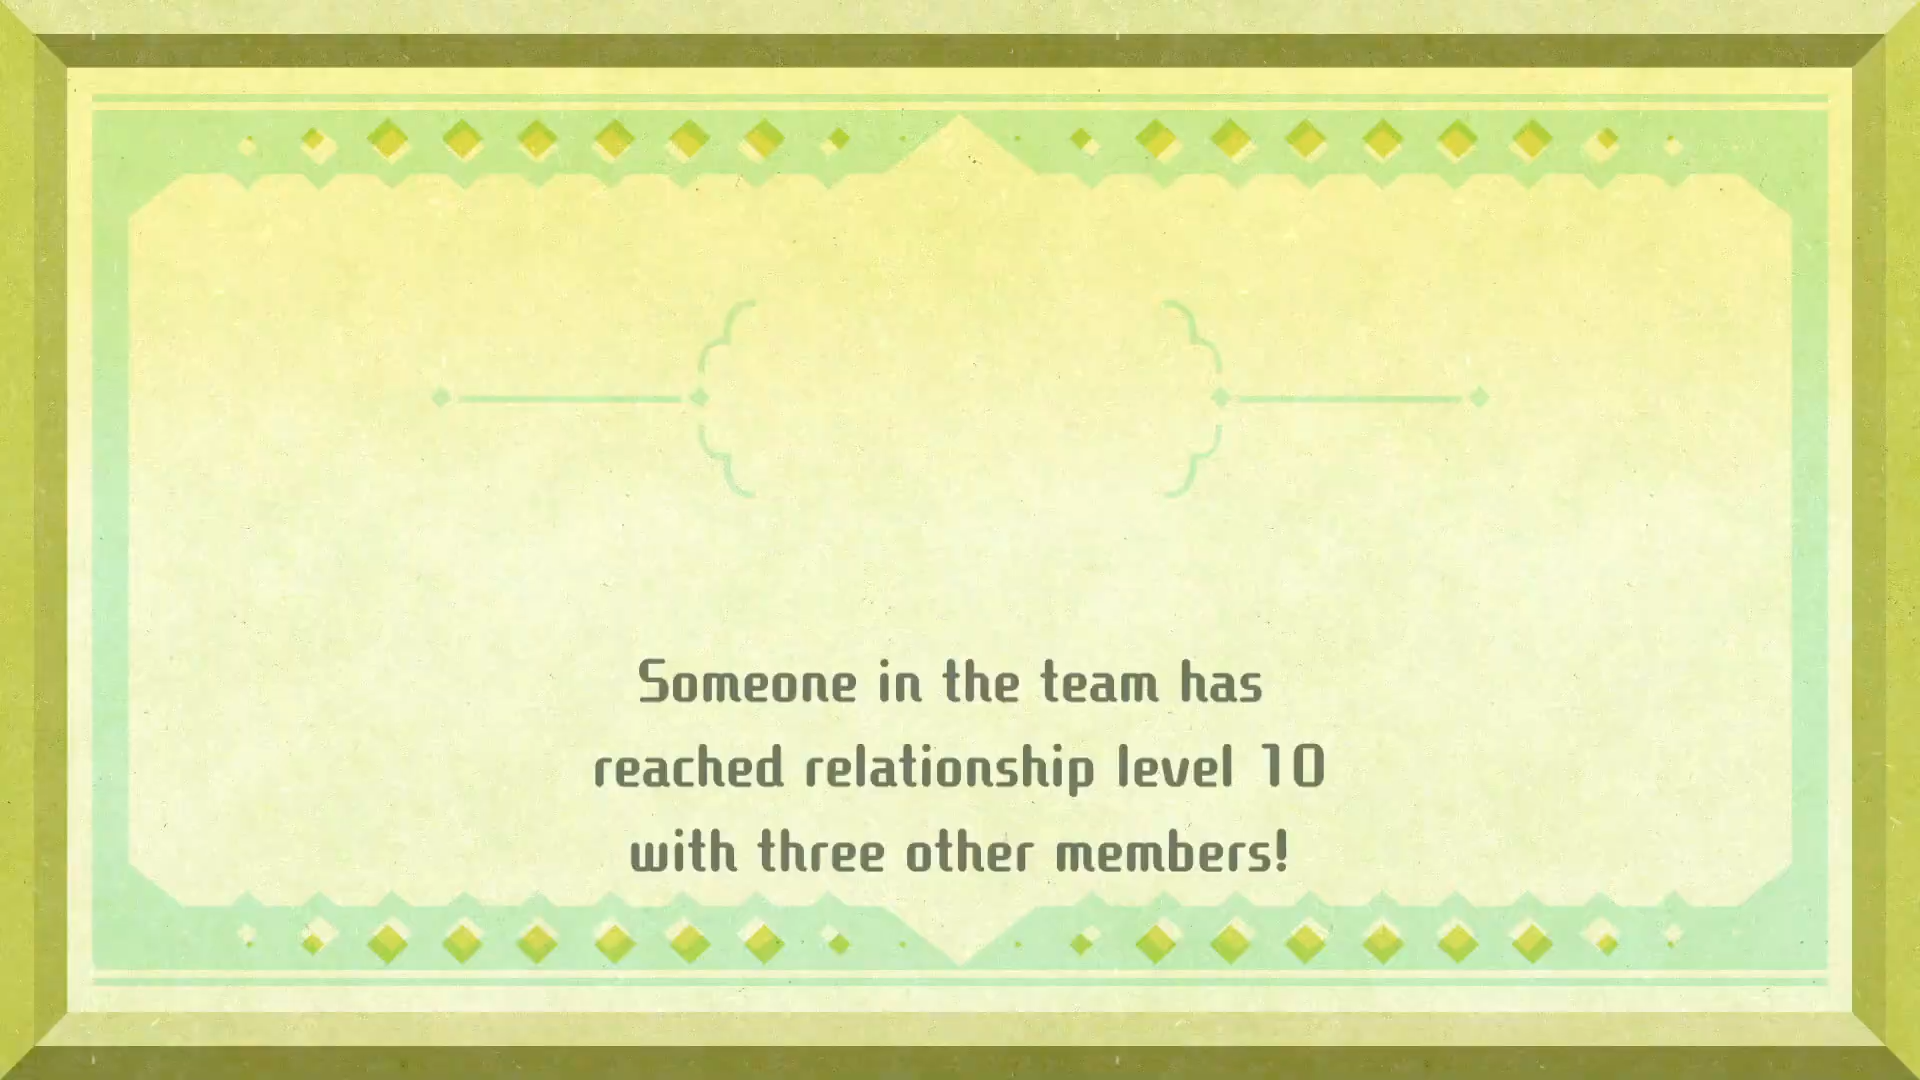 Someone in the team has
reached relationship level 10
with three other members!